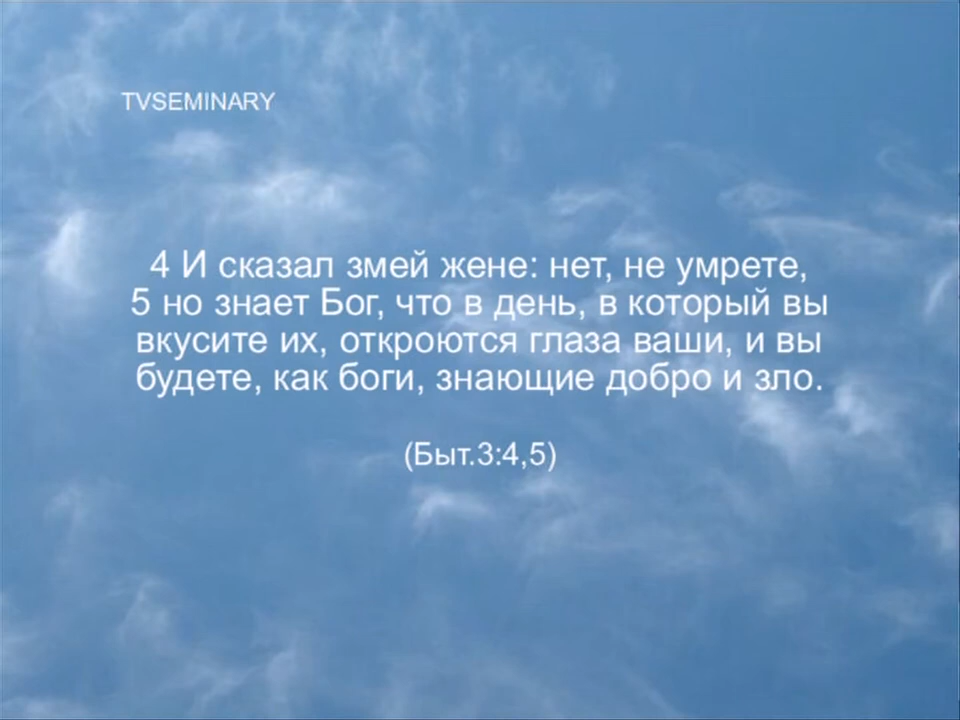 TVSEMINARY
4 И сказал змей жене: нет, не умрете,
5 но знает Бог, что в день, в который вы
вкусите их, откроются глаза ваши, и вы
будете, как боги, знающие добро и зло.
(Быт.3:4,5)